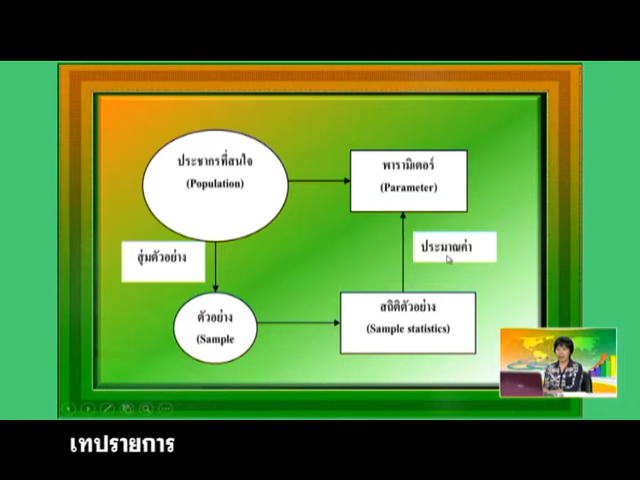 ประชากรที่สนใจ
(Population)
พารามิเตอร์
(Parameter)
สุ่มตัวอย่าง
ประมาณค่า
ตัวอย่าง
(Sample
สถิติตัวอย่าง
(Sample statistics)
เทปรายการ